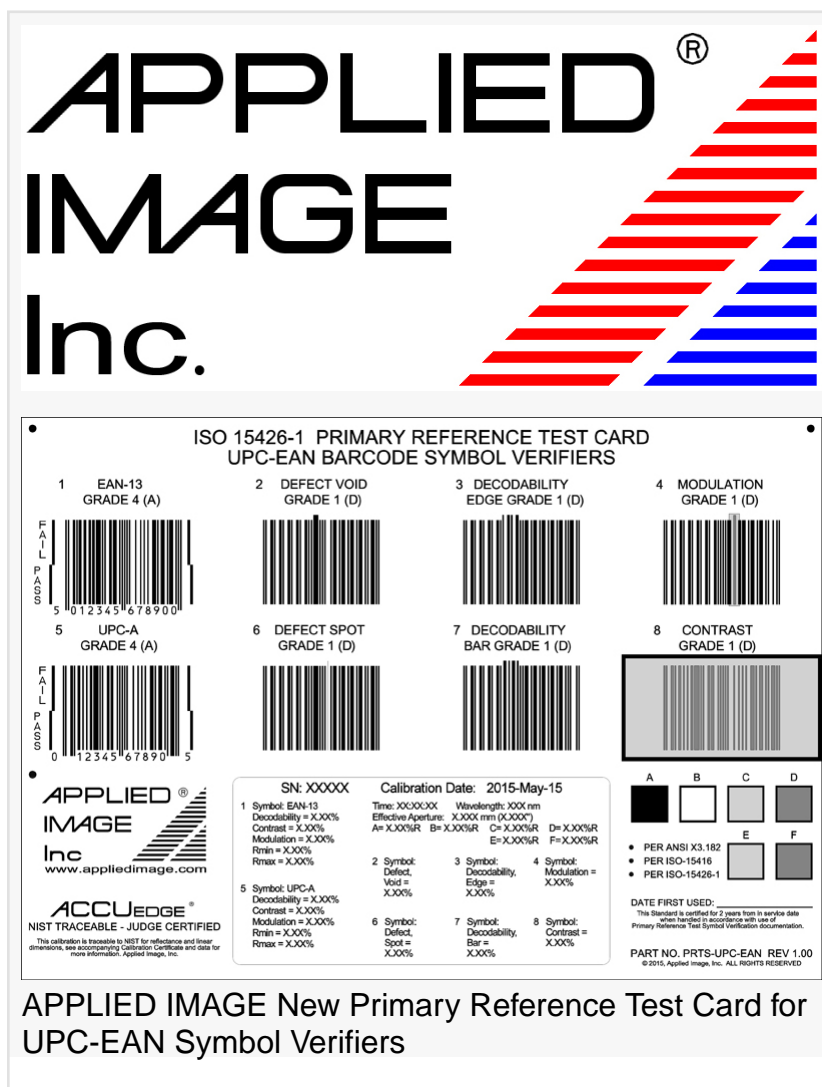 APPLIED ®
IMAGE
Inc.
ISO 15426-1 PRIMARY REFERENCE TEST CARD
UPC-EAN BARCODE SYMBOL VERIFIERS
1 EAN-13
GRADE 4 (A)
2 DEFECT VOID
GRADE 1 (D)
3 DECODABILITY
EDGE GRADE 1 (D)
4 MODULATION
GRADE 1 (D)
FAIL
PASS
5 012345 678900
5 UPC-A
GRADE 4 (A)
6 DEFECT SPOT
GRADE 1 (D)
7 DECODABILITY
BAR GRADE 1 (D)
8 CONTRAST
GRADE 1 (D)
FAIL
PASS
0 12345 67890 5
APPLIED ®
IMAGE
Inc
www.appliedimage.com
ACCUEDGE ®
NIST TRACEABLE - JUDGE CERTIFIED
This calibration is traceable to NIST for reflectance and linear
dimensions, see accompanying Calibration Certificate and data for
more information. Applied Image, Inc.
SN: XXXXX Calibration Date: 2015-May-15
1 Symbol: EAN-13
Decodability = X.XX%
Contrast = X.XX%
Modulation = X.XX%
Rmin = X.XX%
Rmax = X.XX%
5 Symbol: UPC-A
Decodability = X.XX%
Contrast = X.XX%
Modulation = X.XX%
Rmin = X.XX%
Rmax = X.XX%
Time: XX:XX:XX Wavelength: XXX nm
Effective Aperture: X.XXX mm (X.XXX")
A= X.XX%R B= X.XX%R C= X.XX%R D= X.XX%R
E=X.XX%R F=X.XX%R
2 Symbol:
Defect,
Void =
X.XX%
3 Symbol:
Decodability,
Edge =
X.XX%
4 Symbol:
Modulation =
X.XX%
6 Symbol:
Defect,
Spot =
X.XX%
7 Symbol:
Decodability,
Bar =
X.XX%
8 Symbol:
Contrast =
X.XX%
A B C D
E F
• PER ANSI X3.182
• PER ISO-15416
• PER ISO-15426-1
DATE FIRST USED:
This Standard is certified for 2 years from in service date
when handled in accordance with use of
Primary Reference Test Symbol Verification documentation.
PART NO. PRTS-UPC-EAN REV 1.00
© 2015, Applied Image, Inc. ALL RIGHTS RESERVED
APPLIED IMAGE New Primary Reference Test Card for
UPC-EAN Symbol Verifiers